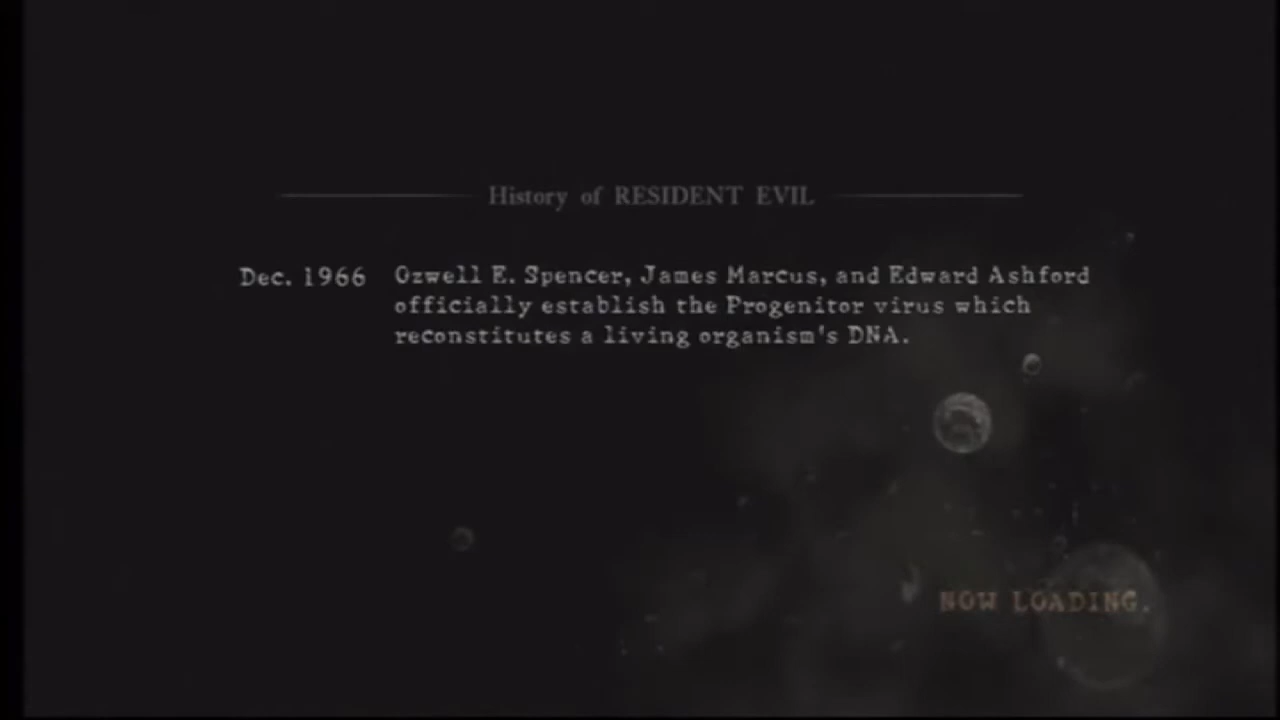 History of RESIDENT EVIL
Dec. 1966 Ozwell E. Spencer, James Marcus, and Edward Ashford
officially establish the Progenitor virus which
reconstitutes a living organism's DNA.
NOW LOADING.